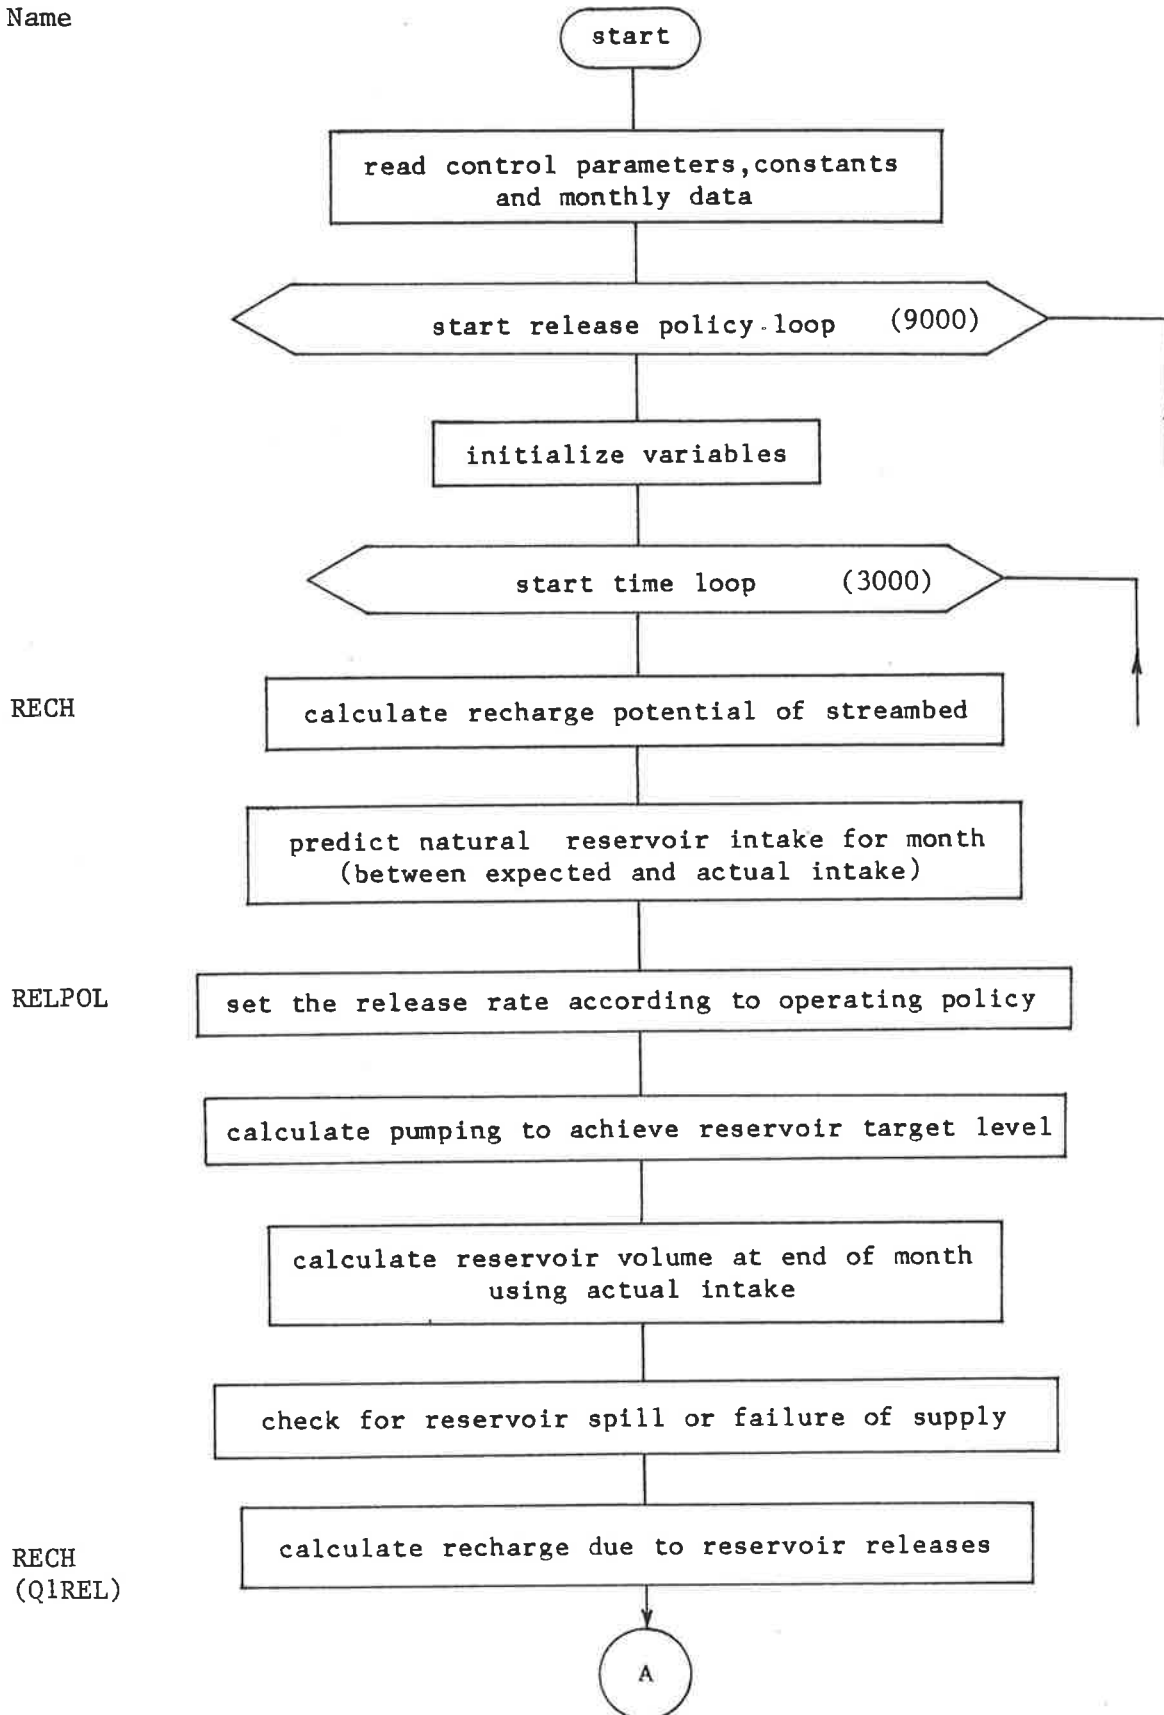 Name
start
read control parameters,constants
and monthly data
start release policy loop (9000)
initialize variables
start time loop (3000)
RECH
calculate recharge potential of streambed
predict natural reservoir intake for month
(between expected and actual intake)
RELPOL
set the release rate according to operating policy
calculate pumping to achieve reservoir target level
calculate reservoir volume at end of month
using actual intake
check for reservoir spill or failure of supply
calculate recharge due to reservoir releases
RECH
(Q1REL)
A